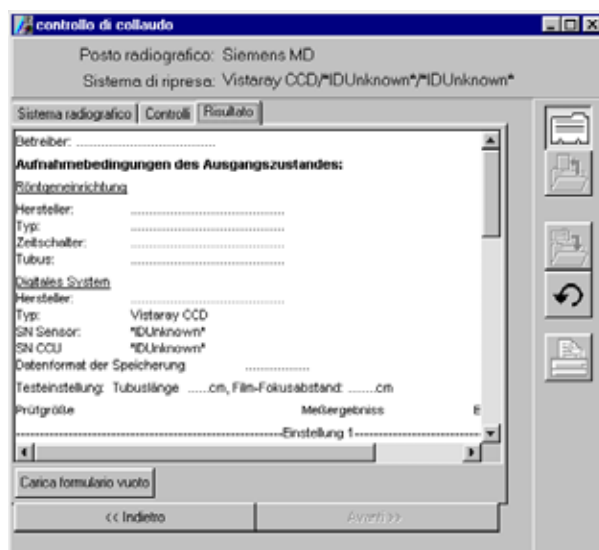 controllo di collaudo
Posto radiografico: Siemens MD
Sistema di ripresa: Vistaray CCD/*IDUnknown*/*IDUnknown*
Sistema radiografico Controlli Risultato
Betreiber: ......................................
Aufnahmebedingungen des Ausgangszustandes:
Röntgeneinrichtung
Hersteller: ..........................................
Typ: ..........................................
Zeitschalter: ..........................................
Tubus: ..........................................
Digitales System
Hersteller: ..........................................
Typ: Vistaray CCD
SN Sensor: *IDUnknown*
SN CCU *IDUnknown*
Datenformat der Speicherung ..................
Testeinstellung: Tubuslänge ......cm, Film-Fokusabstand: ........cm
Prüfgröße Meßergebniss E
--------------------Einstellung 1--------------------
Carica formulario vuoto
<< Indietro Avanti >>